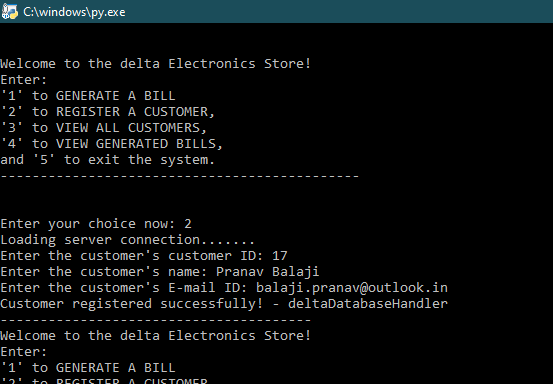 C:\windows\py.exe
Welcome to the delta Electronics Store!
Enter:
'1' to GENERATE A BILL
'2' to REGISTER A CUSTOMER,
'3' to VIEW ALL CUSTOMERS,
'4' to VIEW GENERATED BILLS,
and '5' to exit the system.
---------------------------------------------
Enter your choice now: 2
Loading server connection.......
Enter the customer's customer ID: 17
Enter the customer's name: Pranav Balaji
Enter the customer's E-mail ID: balaji.pranav@outlook.in
Customer registered successfully! - deltaDatabaseHandler
---------------------------------------
Welcome to the delta Electronics Store!
Enter:
'1' to GENERATE A BILL
'2' to REGISTER A CUSTOMER